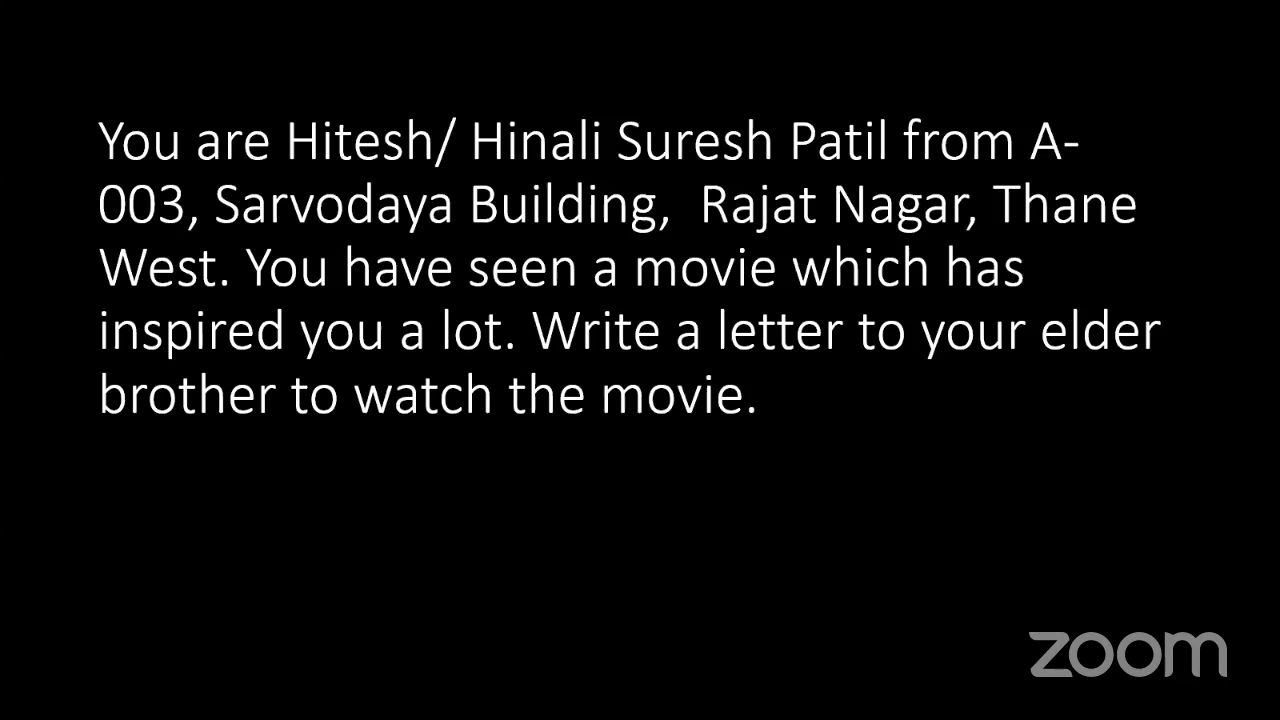 You are Hitesh/ Hinali Suresh Patil from A-
003, Sarvodaya Building,  Rajat Nagar, Thane
West. You have seen a movie which has
inspired you a lot. Write a letter to your elder
brother to watch the movie.
zoom